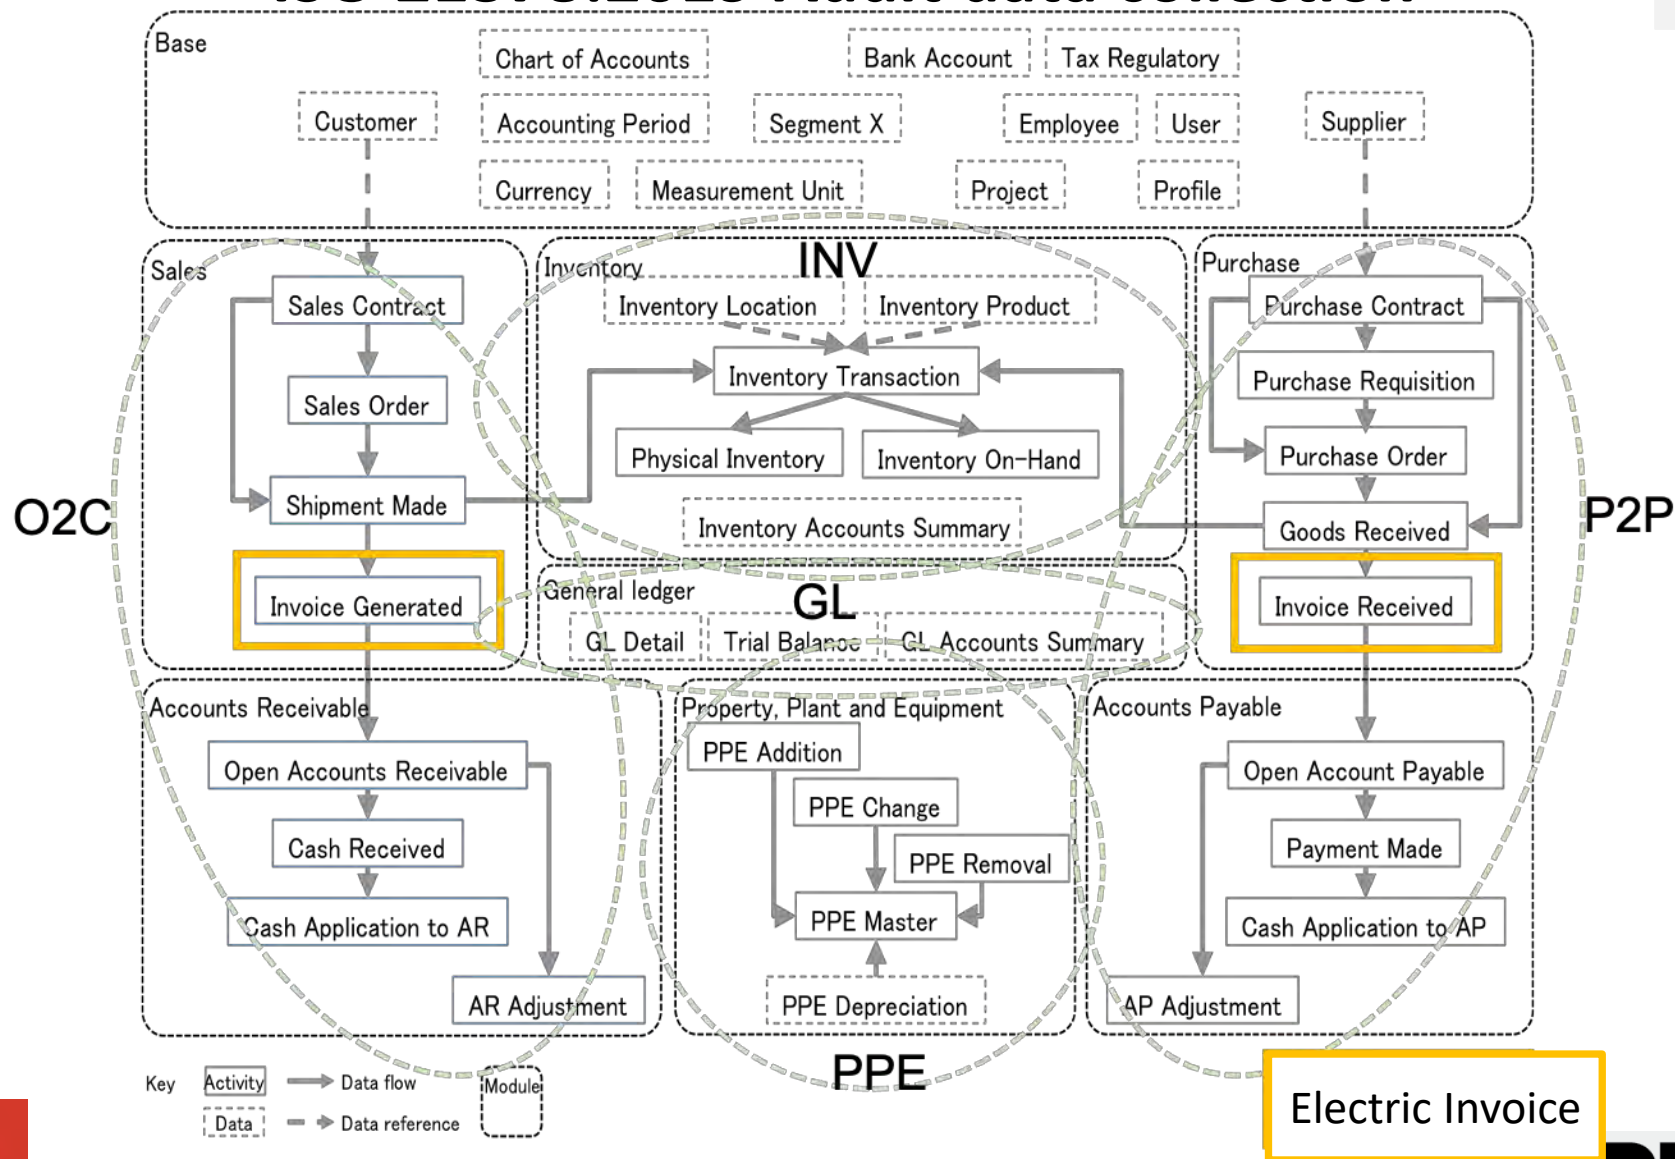 ISO 21378:2019 Audit data collection
Base
Chart of Accounts
Bank Account
Tax Regulatory
Customer
Accounting Period
Segment X
Employee
User
Supplier
Currency
Measurement Unit
Project
Profile
Sales
Sales Contract
Sales Order
Shipment Made
Invoice Generated
O2C
Inventory
INV
Inventory Location
Inventory Product
Inventory Transaction
Physical Inventory
Inventory On-Hand
Inventory Accounts Summary
General ledger
GL
GL Detail
Trial Balance
GL Accounts Summary
Purchase
Purchase Contract
Purchase Requisition
Purchase Order
Goods Received
Invoice Received
P2P
Accounts Receivable
Open Accounts Receivable
Cash Received
Cash Application to AR
AR Adjustment
Property, Plant and Equipment
PPE Addition
PPE Change
PPE Removal
PPE Master
PPE Depreciation
PPE
Accounts Payable
Open Account Payable
Payment Made
Cash Application to AP
AP Adjustment
Key
Activity
Data flow
Module
Data
Data reference
Electric Invoice